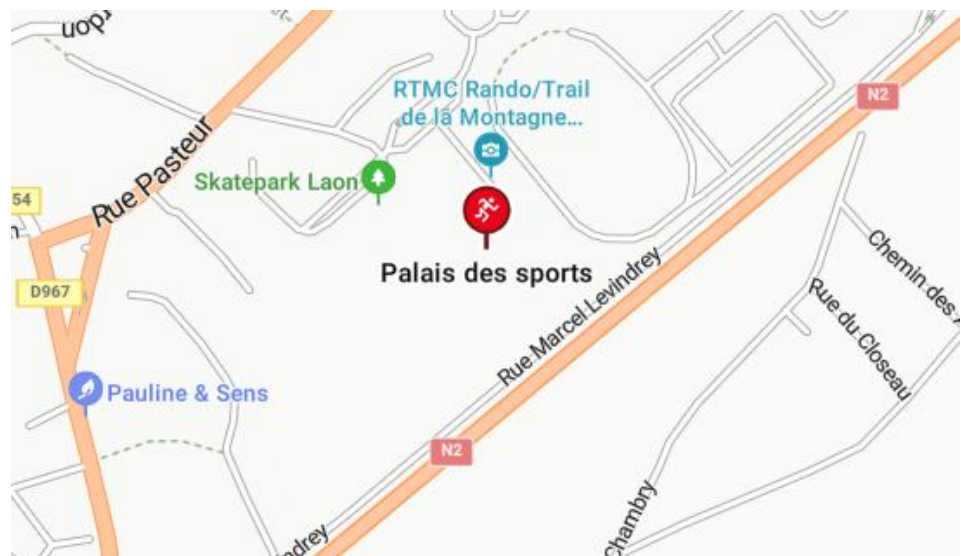 RTMC Rando/Trail
de la Montagne...
N2
Rue Pasteur
Skatepark Laon
54
Palais des sports
D967
Rue Marcel Levindrey
Chemin des
Rue du Closeau
Pauline & Sens
N2
Chambry